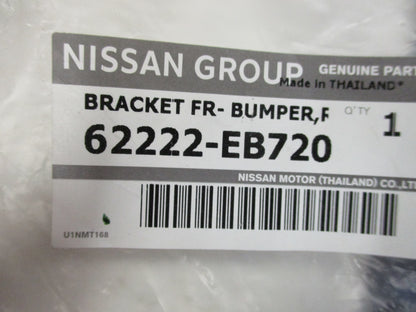 NISSAN GROUP GENUINE PART
Made in THAILAND*
BRACKET FR- BUMPER,F Q'TY 1
62222-EB720
NISSAN MOTOR (THAILAND) CO.,LT
U1NMT168